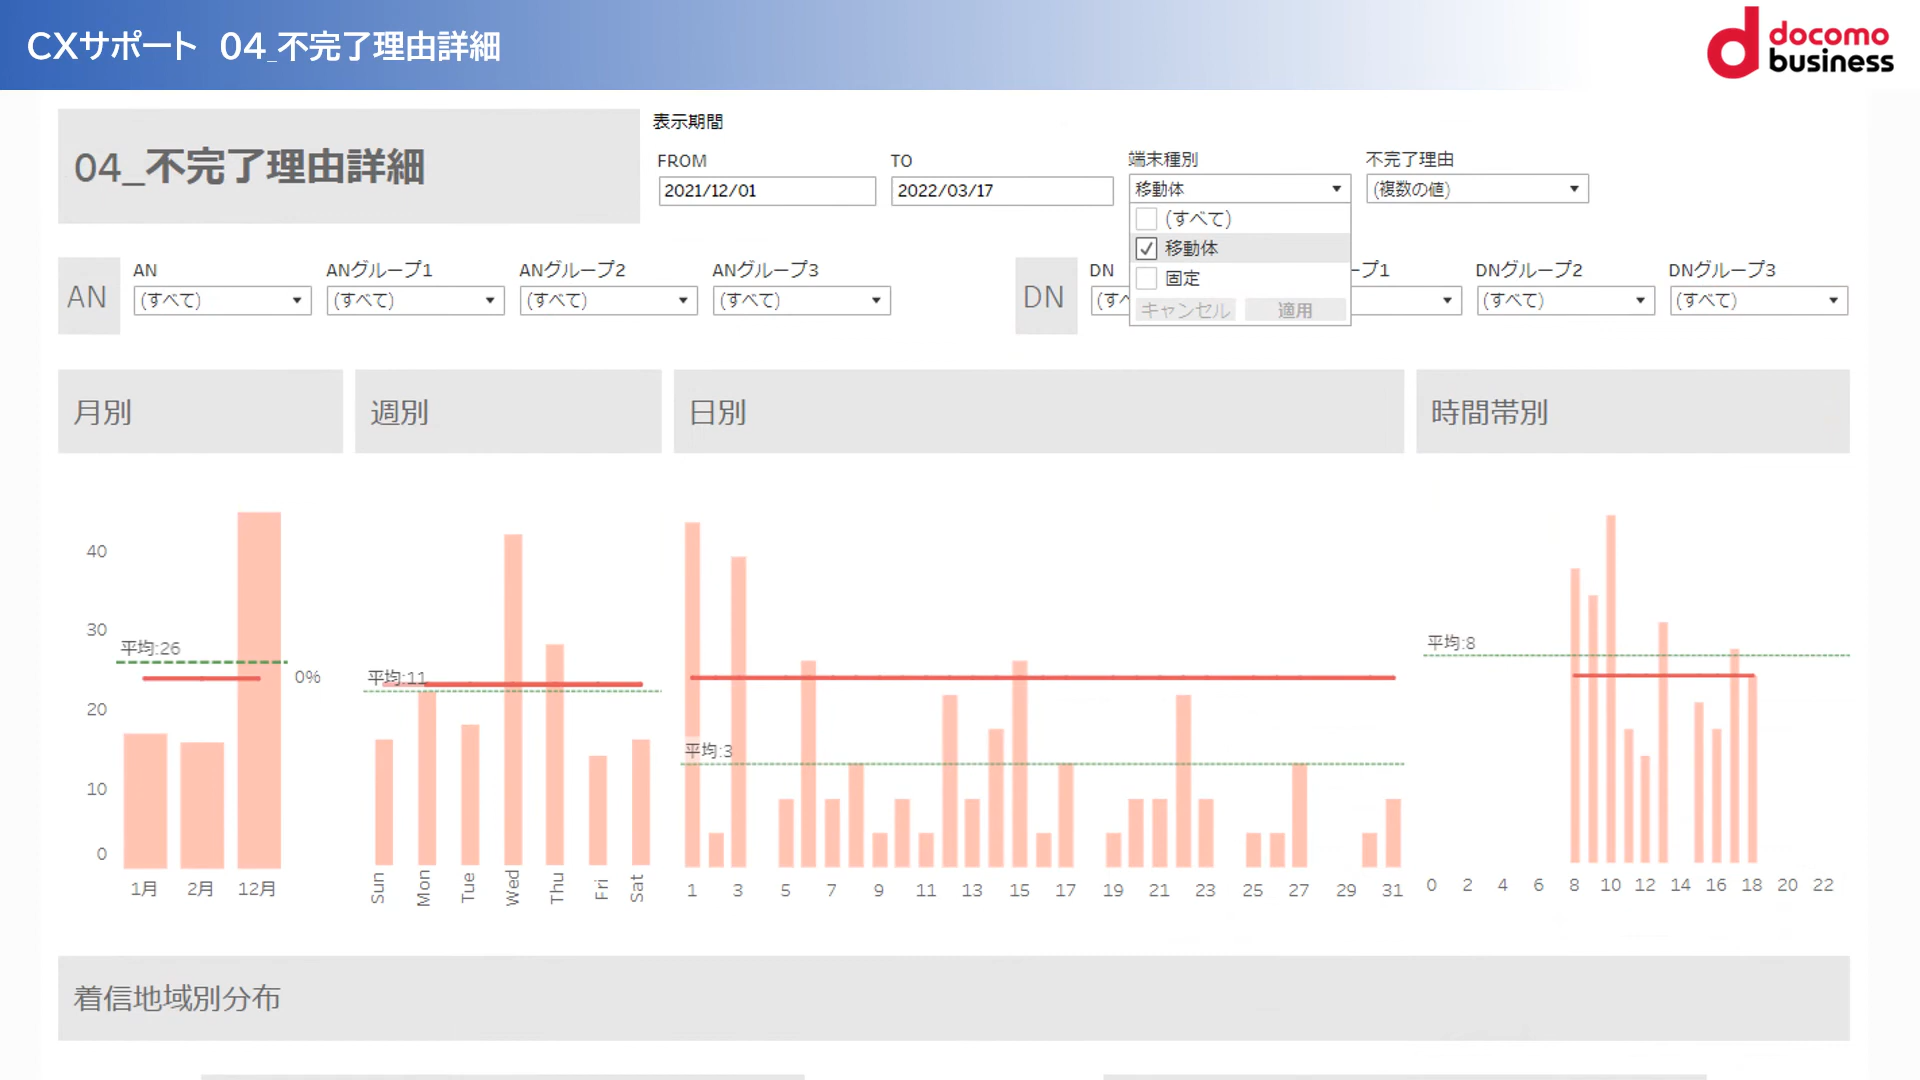 CXサポート 04_不完了理由詳細
docomo
business
04_不完了理由詳細
表示期間
FROM
TO
端末種別
不完了理由
2021/12/01
2022/03/17
移動体
(複数の値)
(すべて)
移動体
固定
キャンセル
適用
AN
AN
ANグループ1
ANグループ2
ANグループ3
(すべて)
(すべて)
(すべて)
(すべて)
DN
DN
ープ1
DNグループ2
DNグループ3
(すべ
(すべて)
(すべて)
月別
週別
日別
時間帯別
40
30
20
10
0
平均:26
0%
1月 2月 12月
平均:11
Sun Mon Tue Wed Thu Fri Sat
平均:3
1 3 5 7 9 11 13 15 17 19 21 23 25 27 29 31
平均:8
0 2 4 6 8 10 12 14 16 18 20 22
着信地域別分布